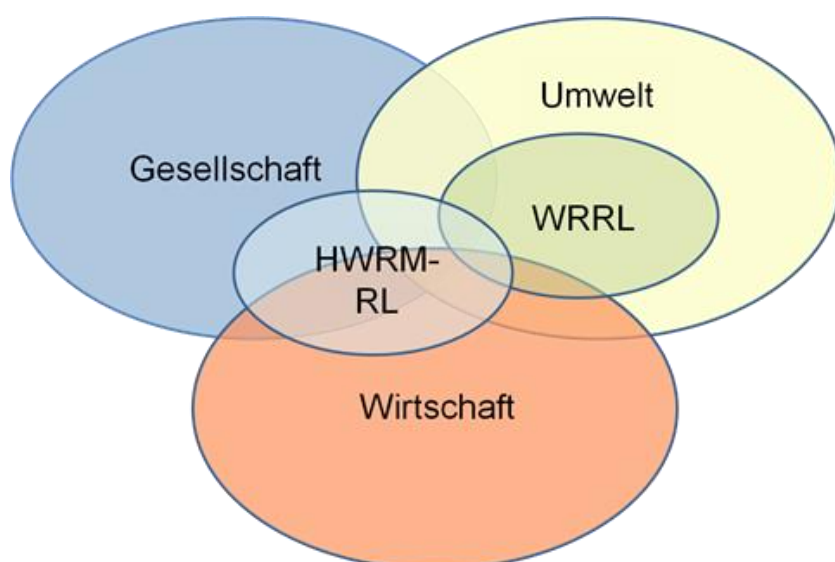 Umwelt
Gesellschaft
WRRL
HWRM-
RL
Wirtschaft